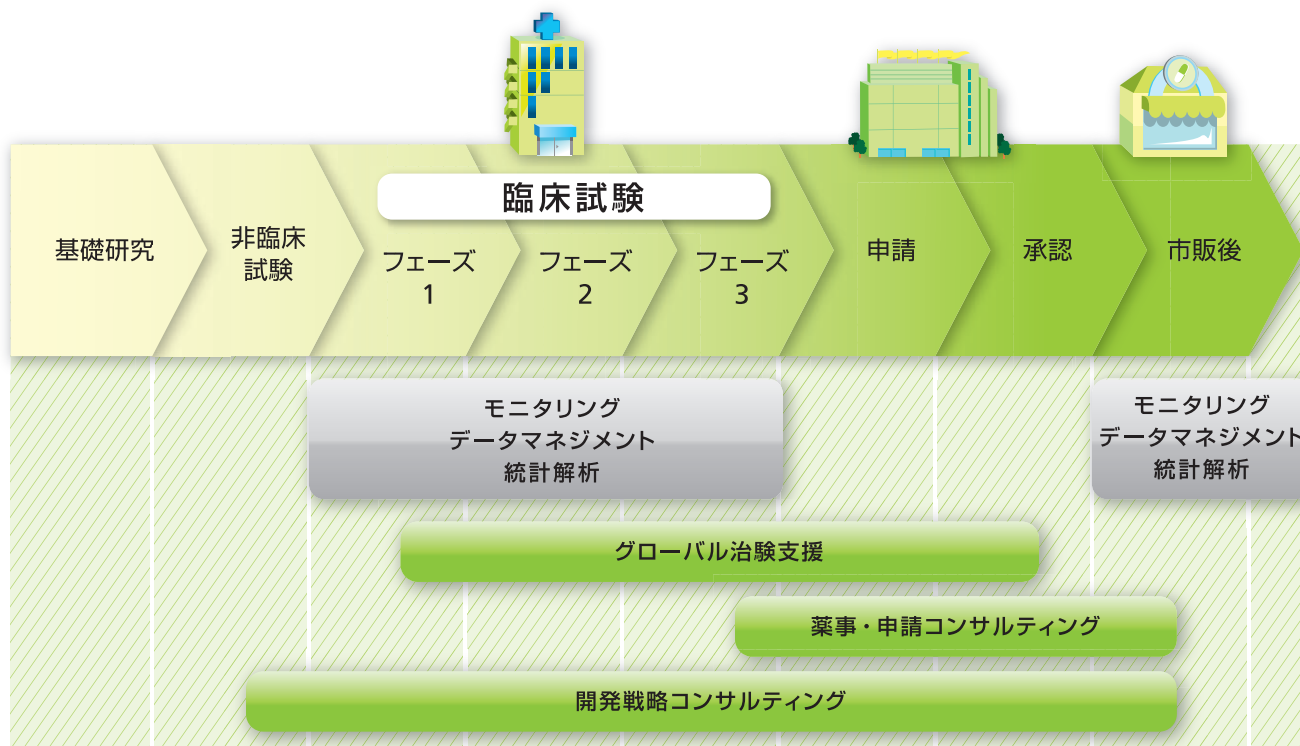 臨床試験
基礎研究
非臨床
試験
フェーズ
1
フェーズ
2
フェーズ
3
申請
承認
市販後
モニタリング
データマネジメント
統計解析
モニタリング
データマネジメント
統計解析
グローバル治験支援
薬事・申請コンサルティング
開発戦略コンサルティング